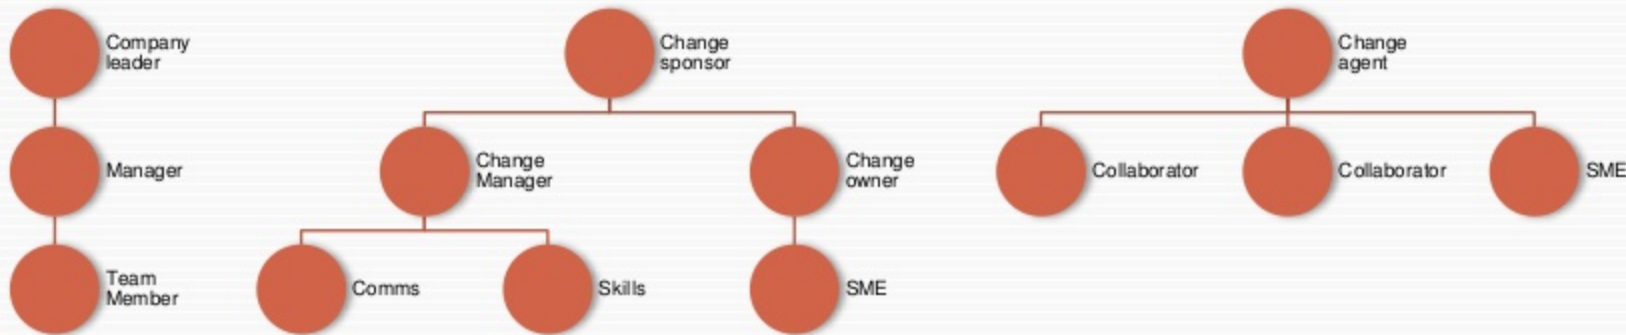 Company
leader
Change
sponsor
Change
agent
Manager
Change
Manager
Change
owner
Collaborator
Collaborator
SME
Team
Member
Comms
Skills
SME